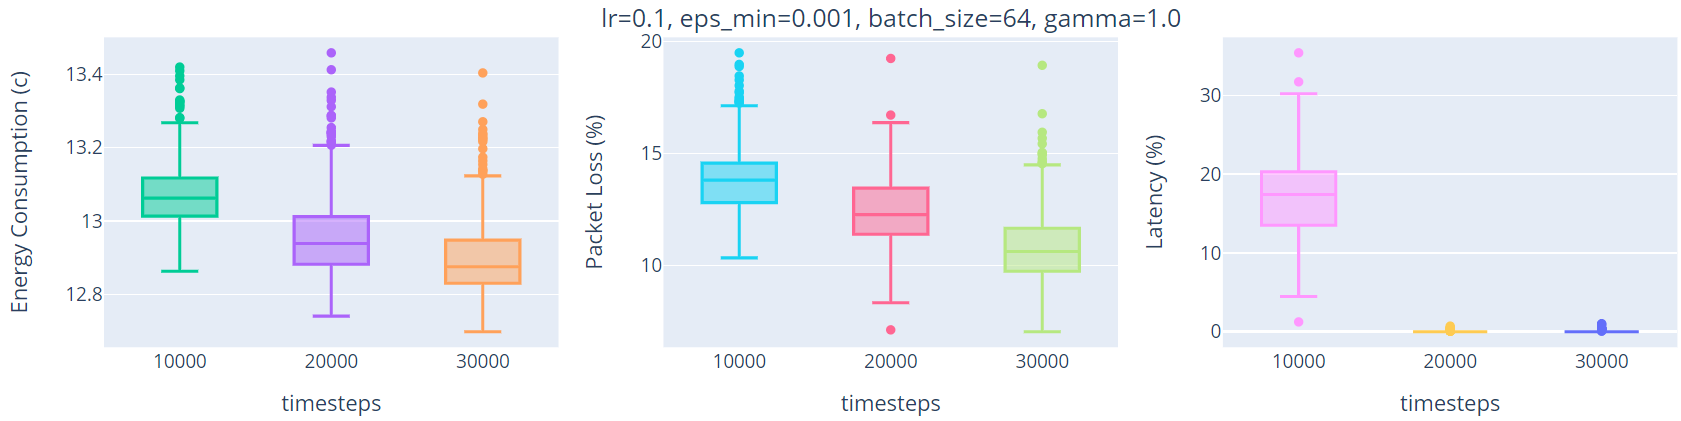 lr=0.1, eps_min=0.001, batch_size=64, gamma=1.0
Energy Consumption (c)
13.4
13.2
13
12.8
10000
20000
30000
timesteps
Packet Loss (%)
20
15
10
10000
20000
30000
timesteps
Latency (%)
30
20
10
0
10000
20000
30000
timesteps